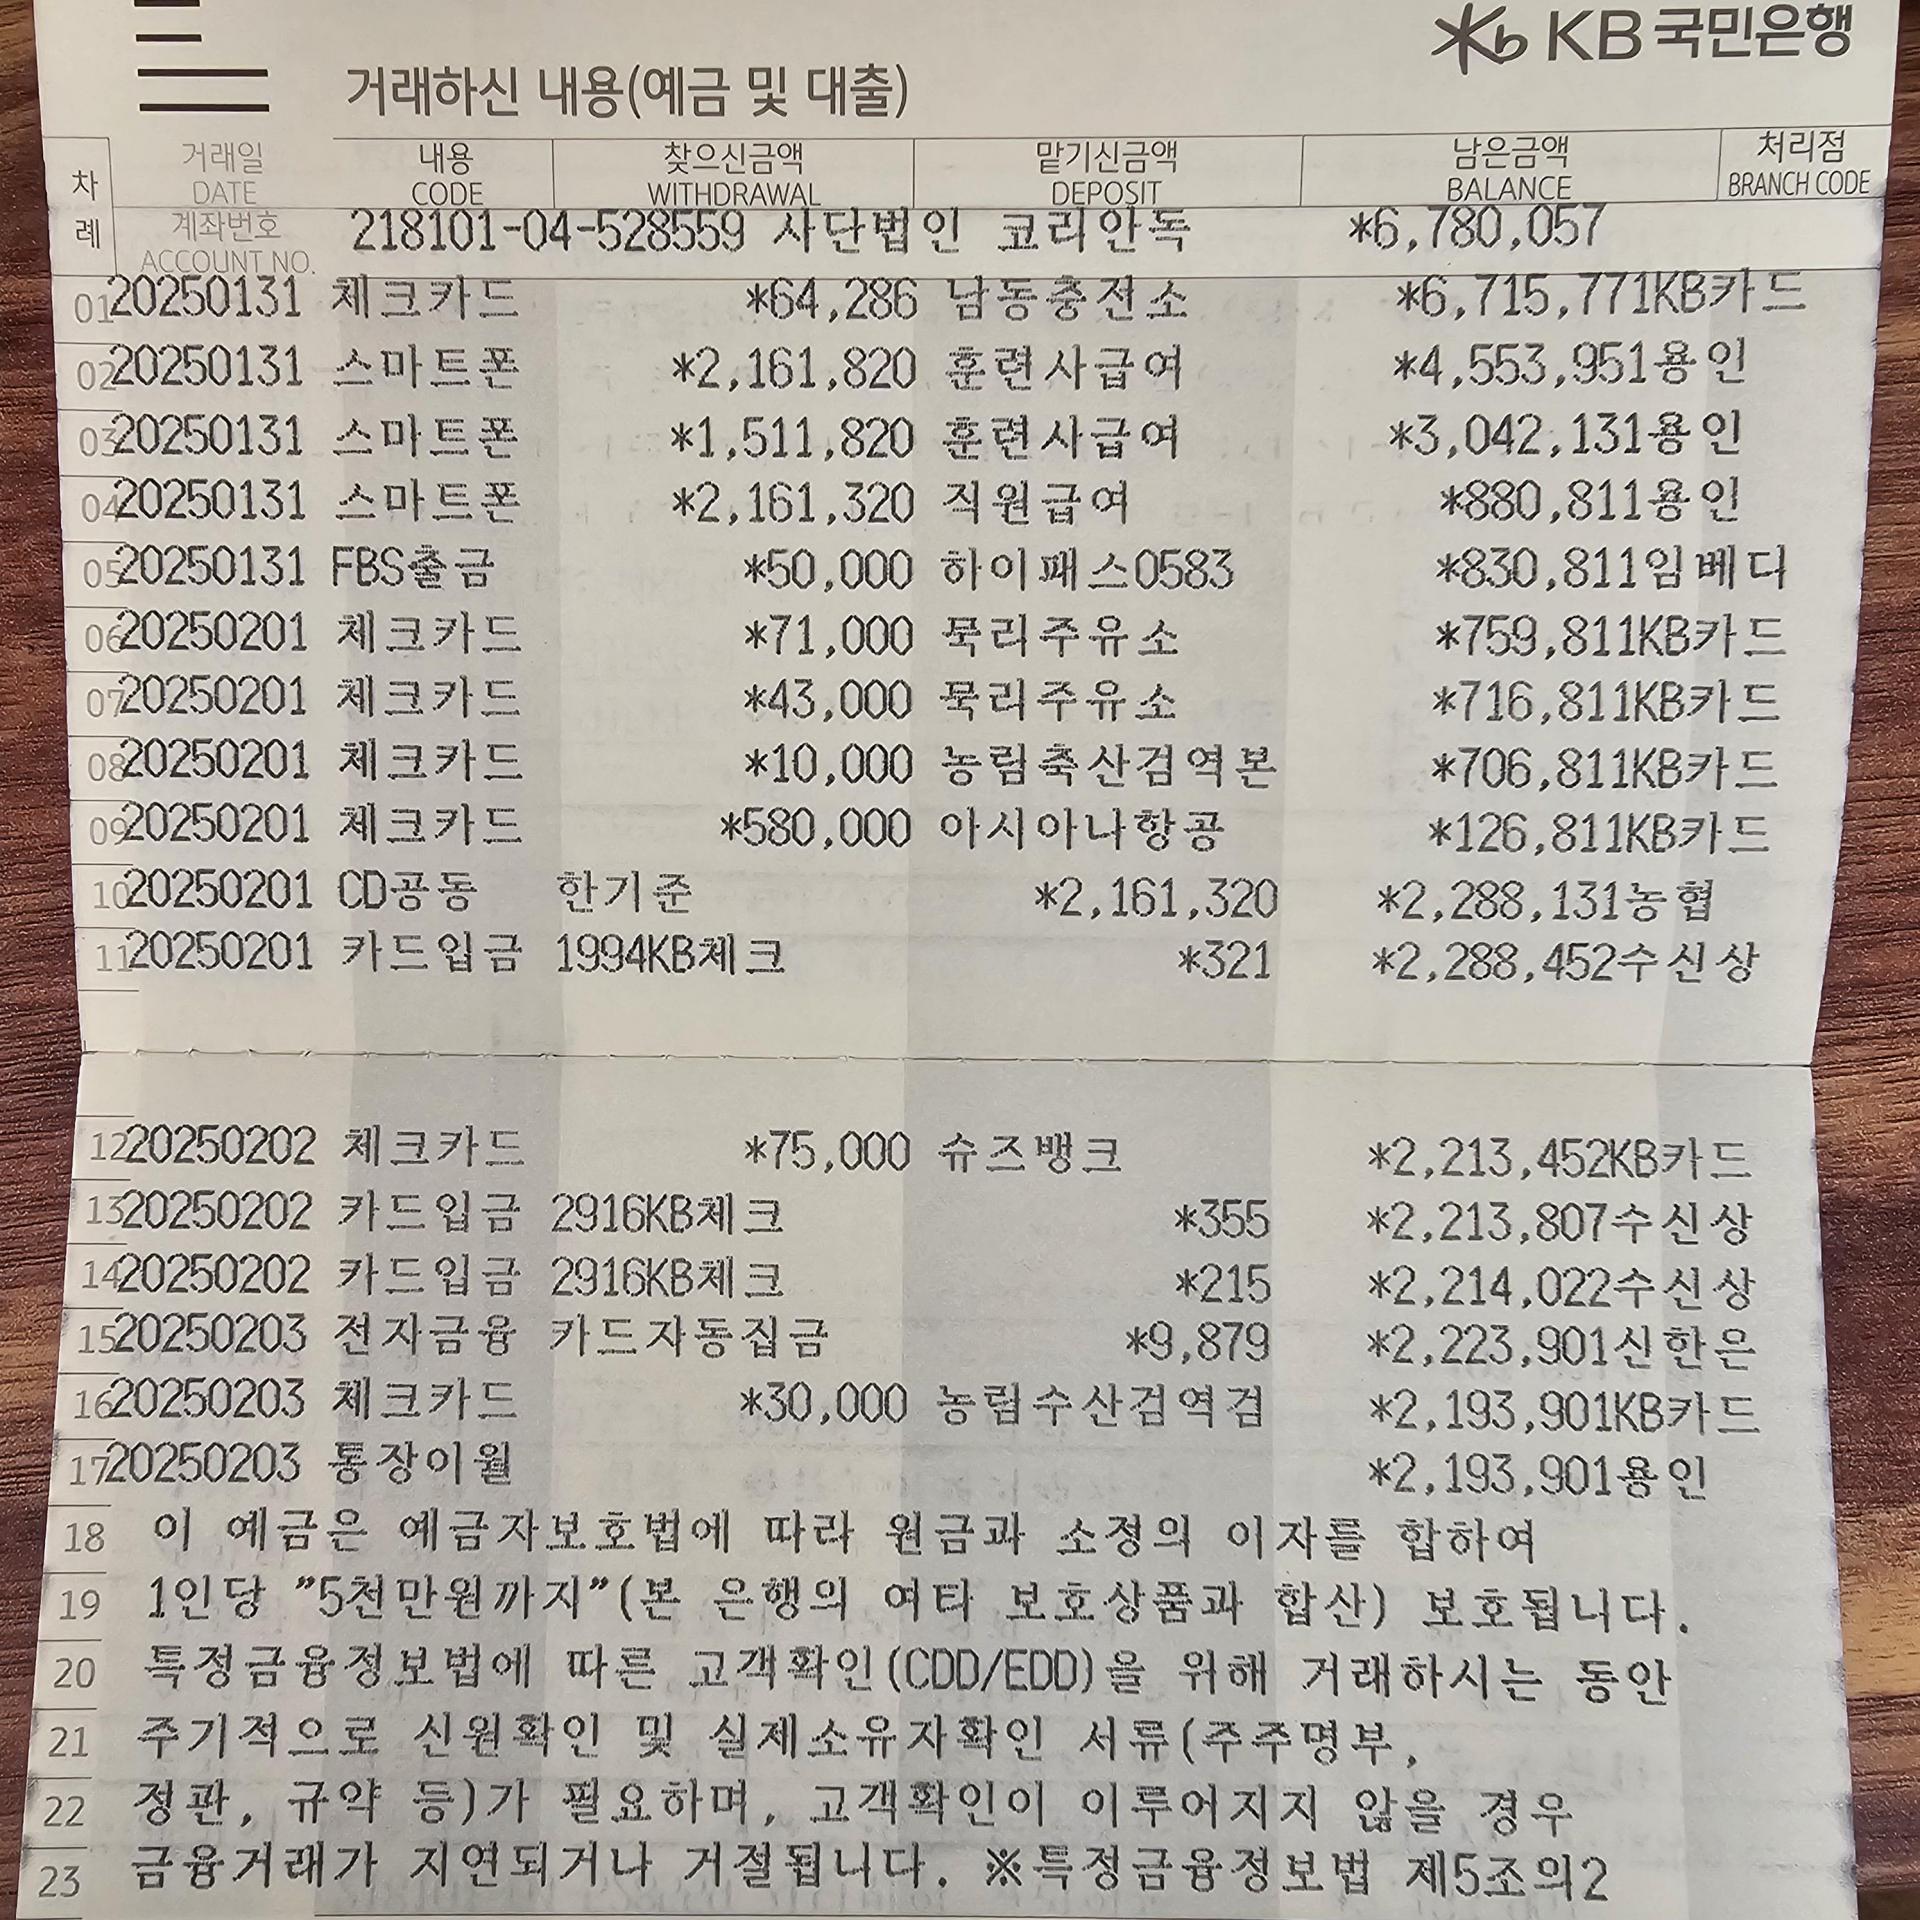 KB국민은행
거래하신 내용(예금 및 대출)
차례 거래일 DATE 내용 CODE 찾으신금액 WITHDRAWAL 맡기신금액 DEPOSIT 남은금액 BALANCE 처리점 BRANCH CODE
계좌번호 ACCOUNT NO. 218101-04-528559 사단법인 코리안독 *6,780,057
01 20250131 체크카드 *64,286 남동충전소 *6,715,771KB카드
02 20250131 스마트폰 *2,161,820 훈련사급여 *4,553,951용인
03 20250131 스마트폰 *1,511,820 훈련사급여 *3,042,131용인
04 20250131 스마트폰 *2,161,320 직원급여 *880,811용인
05 20250131 FBS출금 *50,000 하이패스0583 *830,811임베디
06 20250201 체크카드 *71,000 묵리주유소 *759,811KB카드
07 20250201 체크카드 *43,000 묵리주유소 *716,811KB카드
08 20250201 체크카드 *10,000 농림축산검역본 *706,811KB카드
09 20250201 체크카드 *580,000 아시아나항공 *126,811KB카드
10 20250201 CD공동 한기준 *2,161,320 *2,288,131농협
11 20250201 카드입금 1994KB체크 *321 *2,288,452수신상
12 20250202 체크카드 *75,000 슈즈뱅크 *2,213,452KB카드
13 20250202 카드입금 2916KB체크 *355 *2,213,807수신상
14 20250202 카드입금 2916KB체크 *215 *2,214,022수신상
15 20250203 전자금융 카드자동집금 *9,879 *2,223,901신한은
16 20250203 체크카드 *30,000 농림수산검역검 *2,193,901KB카드
17 20250203 통장이월 *2,193,901용인
18 이 예금은 예금자보호법에 따라 원금과 소정의 이자를 합하여
19 1인당 "5천만원까지"(본 은행의 여타 보호상품과 합산) 보호됩니다.
20 특정금융정보법에 따른 고객확인(CDD/EDD)을 위해 거래하시는 동안
21 주기적으로 신원확인 및 실제소유자확인 서류(주주명부,
22 정관, 규약 등)가 필요하며, 고객확인이 이루어지지 않을 경우
23 금융거래가 지연되거나 거절됩니다. ※특정금융정보법 제5조의2